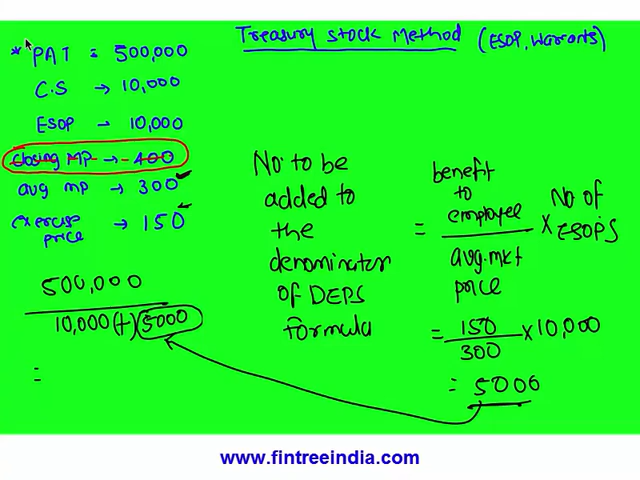 Treasury stock Method (ESOP, Warrants)
* PAT = 500,000
C.S → 10,000
ESOP → 10,000
closing MP → 400
avg mp → 300
exercise price → 150
500,000
10,000 (+) 5000
=
No to be
added to
the
denominator
of DEPS
formula
= benefit to employee / avg. mkt price × No of ESOPS
= 150 / 300 × 10,000
= 5000
www.fintreeindia.com